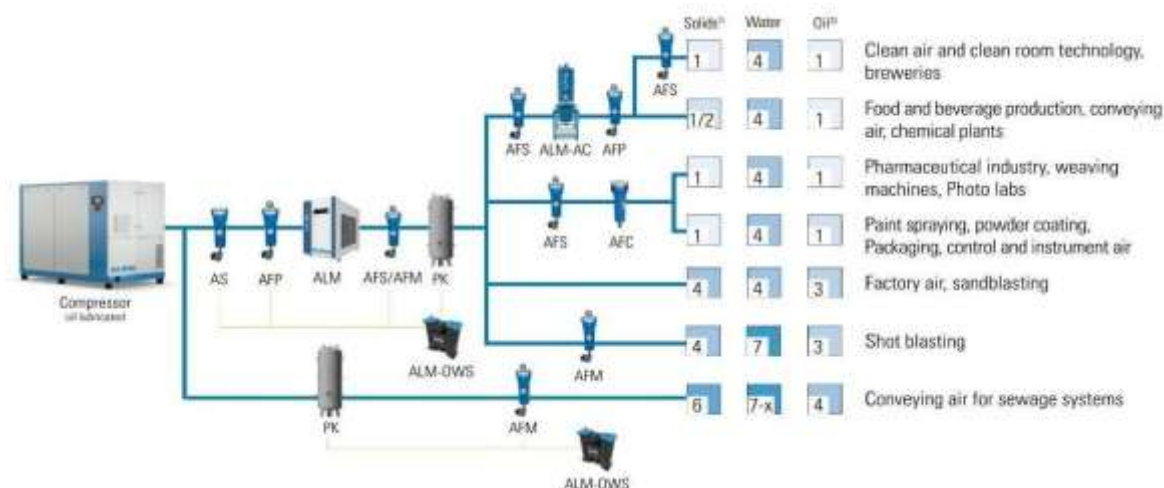 Solids¹⁾ Water Oil²⁾
1 4 1 Clean air and clean room technology,
breweries
AFS
1/2 4 1 Food and beverage production, conveying
air, chemical plants
AFS ALM-AC AFP
1 4 1 Pharmaceutical industry, weaving
machines, Photo labs
AFS AFC
1 4 1 Paint spraying, powder coating,
Packaging, control and instrument air
AS AFP ALM AFS/AFM PK
4 4 3 Factory air, sandblasting
Compressor
oil lubricated
4 7 3 Shot blasting
ALM-OWS
AFM
6 7-x 4 Conveying air for sewage systems
PK AFM
ALM-OWS